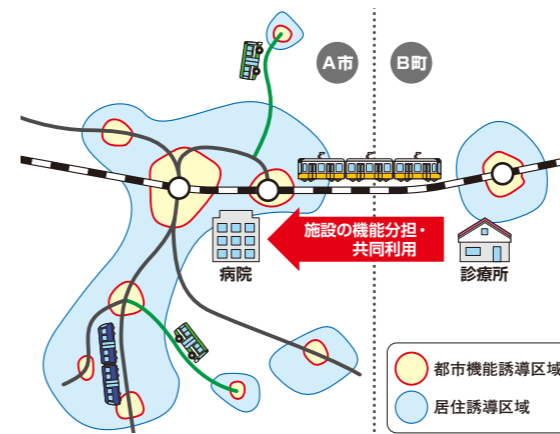 A市
B町
施設の機能分担・
共同利用
病院
診療所
都市機能誘導区域
居住誘導区域